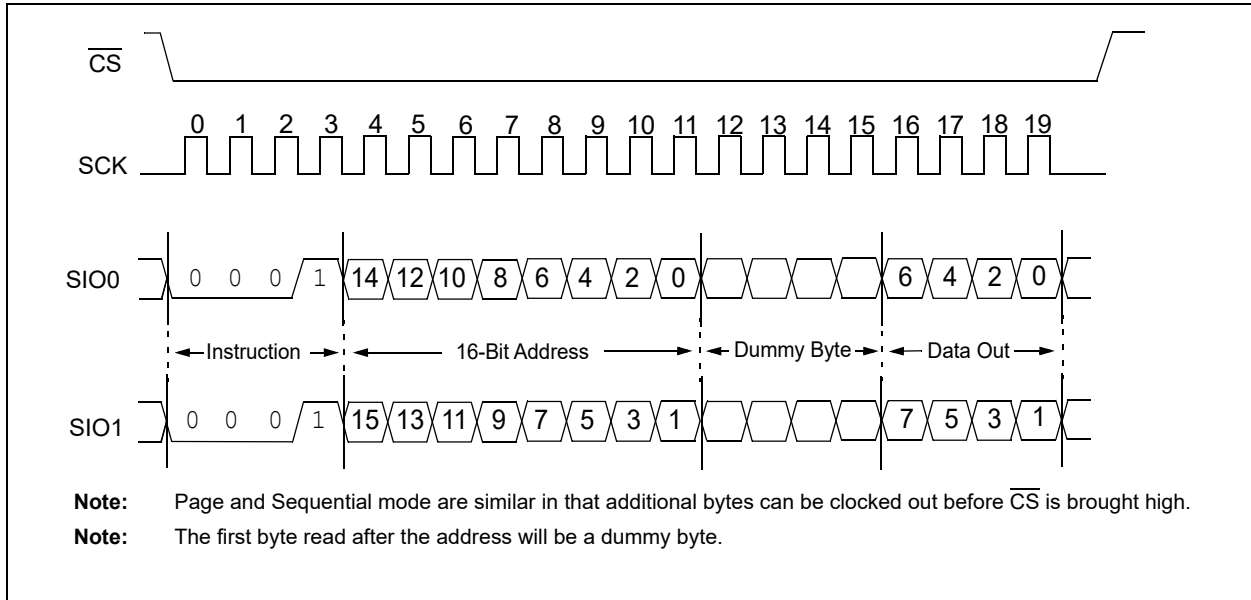 CS
0 1 2 3 4 5 6 7 8 9 10 11 12 13 14 15 16 17 18 19
SCK
SIO0 0 0 0 1 14 12 10 8 6 4 2 0 6 4 2 0
Instruction 16-Bit Address Dummy Byte Data Out
SIO1 0 0 0 1 15 13 11 9 7 5 3 1 7 5 3 1
Note: Page and Sequential mode are similar in that additional bytes can be clocked out before CS is brought high.
Note: The first byte read after the address will be a dummy byte.